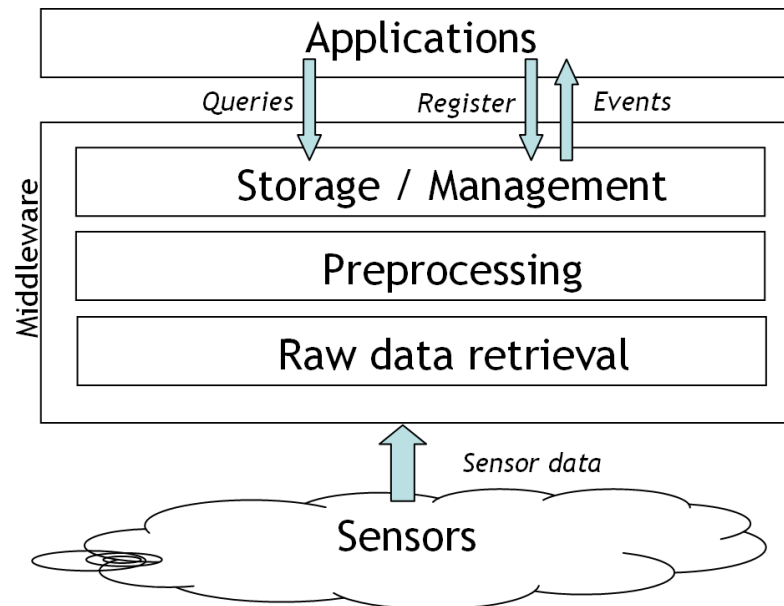 Applications
Queries
Register
Events
Middleware
Storage / Management
Preprocessing
Raw data retrieval
Sensor data
Sensors